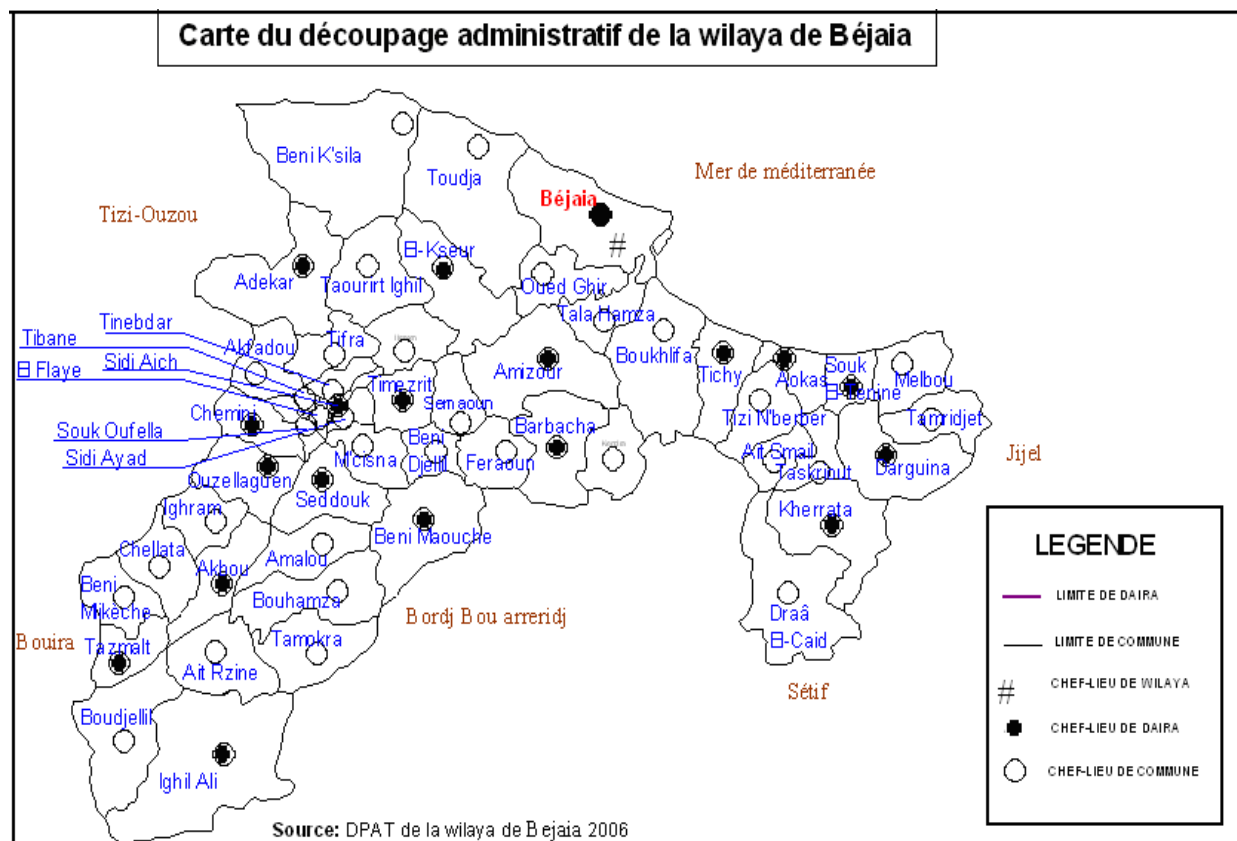 Carte du découpage administratif de la wilaya de Béjaia
Beni K'sila
Toudja
Mer de méditerranée
Béjaia
#
Tizi-Ouzou
El-Kseur
Adekar
Taourirt Ighil
Oued Ghir
Tala Hamza
Tinebdar
Tibane
Sidi Aich
El Flaye
Akfadou
Tifra
Boukhlifa
Amizour
Tichy
Aokas
Souk
El-Tenine
Melbou
Timezrit
Semaoun
Chemini
Souk Oufella
Sidi Ayad
Tizi N'berber
Tamridjet
Barbacha
M'cisna
Beni
Djellil
Feraoun
Ait Smail
Taskriout
Darguina
Jijel
Ouzellaguen
Seddouk
Ighram
Beni Maouche
Kherrata
Chellata
Akbou
Amalou
Beni
Mikèche
Bouhamza
Bordj Bou arreridj
Draâ
El-Caid
Bouira
Tazmalt
Ait Rzine
Tamokra
Sétif
Boudjellil
Ighil Ali
LEGENDE
LIMITE DE DAIRA
LIMITE DE COMMUNE
# CHEF-LIEU DE WILAYA
CHEF-LIEU DE DAIRA
CHEF-LIEU DE COMMUNE
Source: DPAT de la wilaya de Bejaia 2006